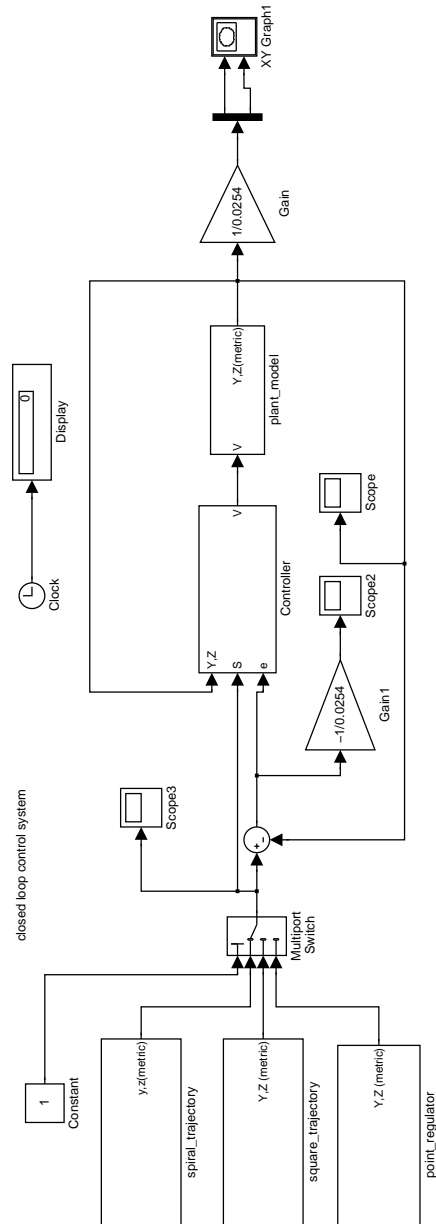 closed loop control system
1
Constant
y,z(metric)
spiral_trajectory
Y,Z (metric)
square_trajectory
Y,Z (metric)
point_regulator
Multiport
Switch
Scope3
+
−
Clock
0
Display
Y,Z
S
e
V
Controller
−1/0.0254
Gain1
Scope2
Scope
V
Y,Z(metric)
plant_model
1/0.0254
Gain
XY Graph1